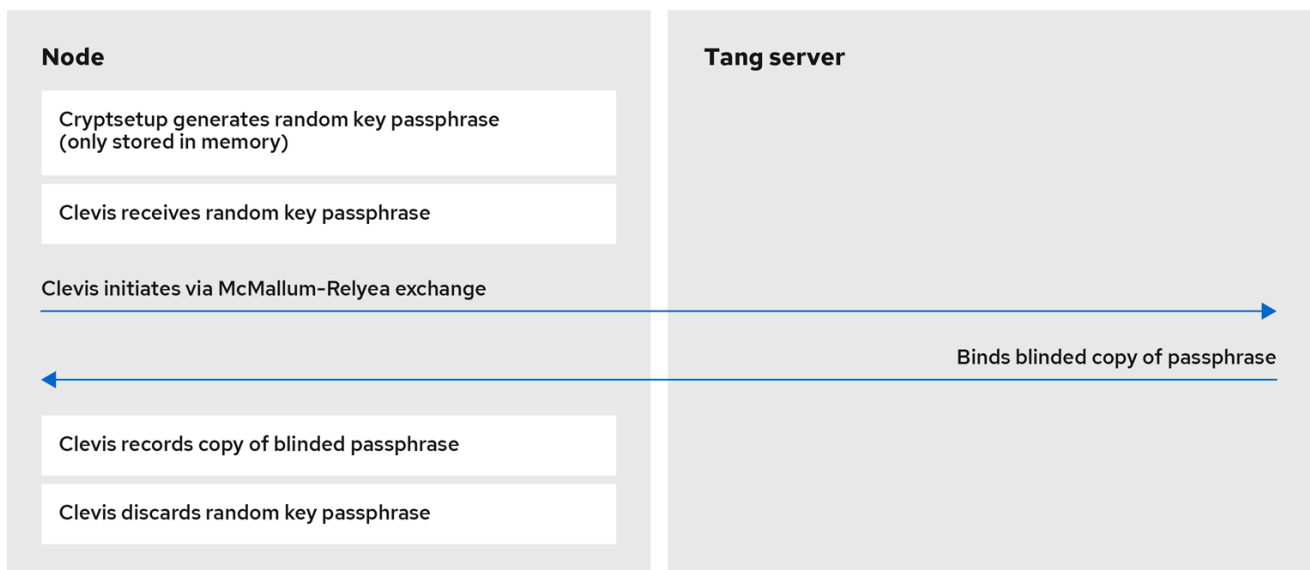 Node
Cryptsetup generates random key passphrase
(only stored in memory)
Clevis receives random key passphrase
Clevis initiates via McMallum-Relyea exchange
Clevis records copy of blinded passphrase
Clevis discards random key passphrase
Tang server
Binds blinded copy of passphrase